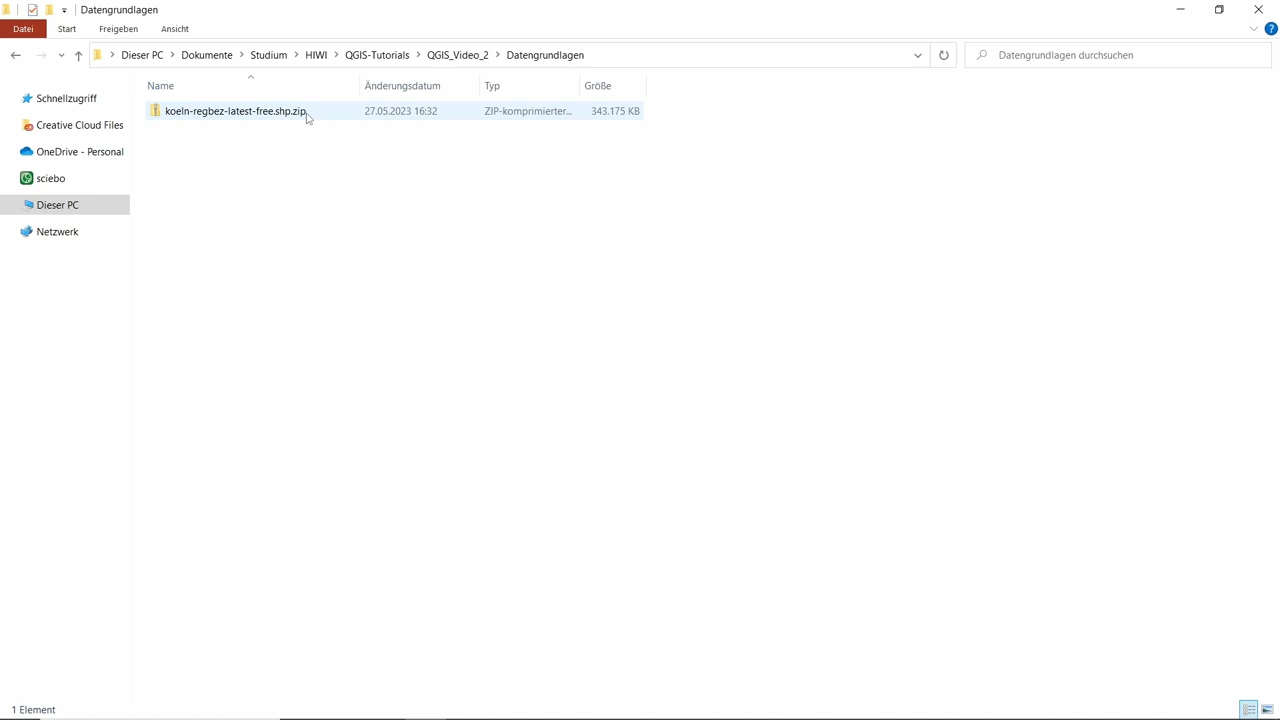 Datengrundlagen
Datei Start Freigeben Ansicht
Dieser PC Dokumente Studium HIWI QGIS-Tutorials QGIS_Video_2 Datengrundlagen
Datengrundlagen durchsuchen
Name Änderungsdatum Typ Größe
koeln-regbez-latest-free.shp.zip 27.05.2023 16:32 ZIP-komprimierter... 343.175 KB
Schnellzugriff
Creative Cloud Files
OneDrive - Personal
sciebo
Dieser PC
Netzwerk
1 Element